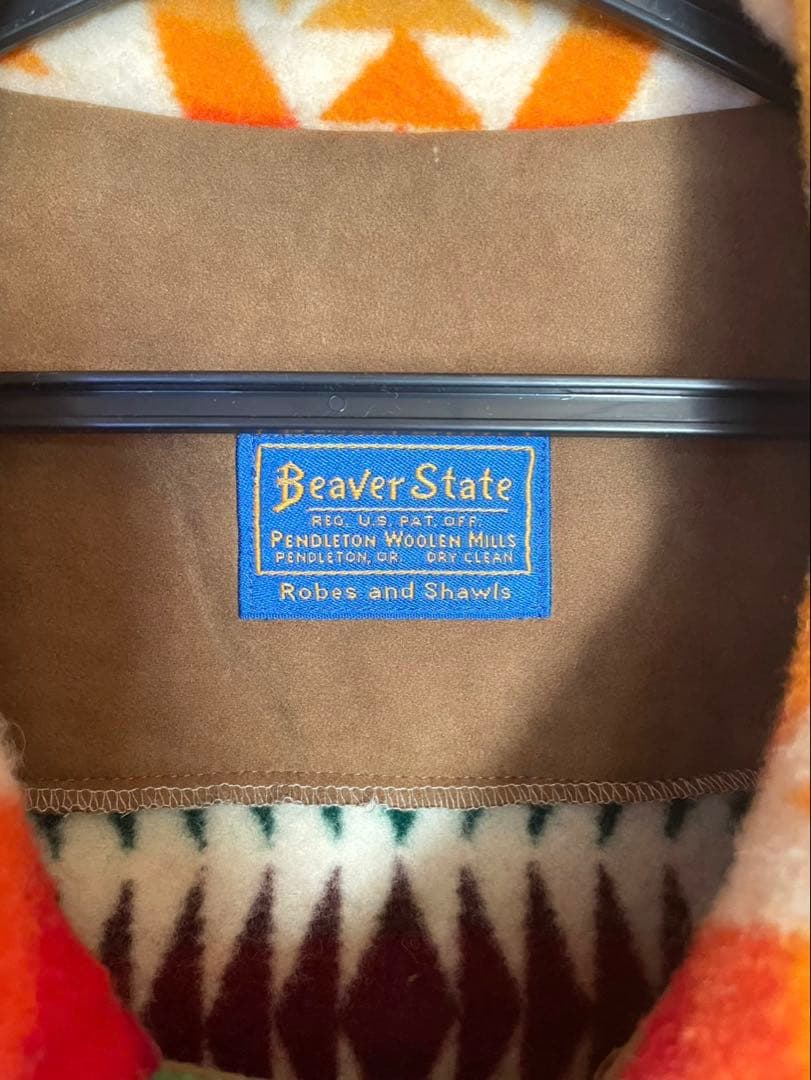 Beaver State
REG. U.S. PAT. OFF.
PENDLETON WOOLEN MILLS
PENDLETON, OR. DRY CLEAN
Robes and Shawls